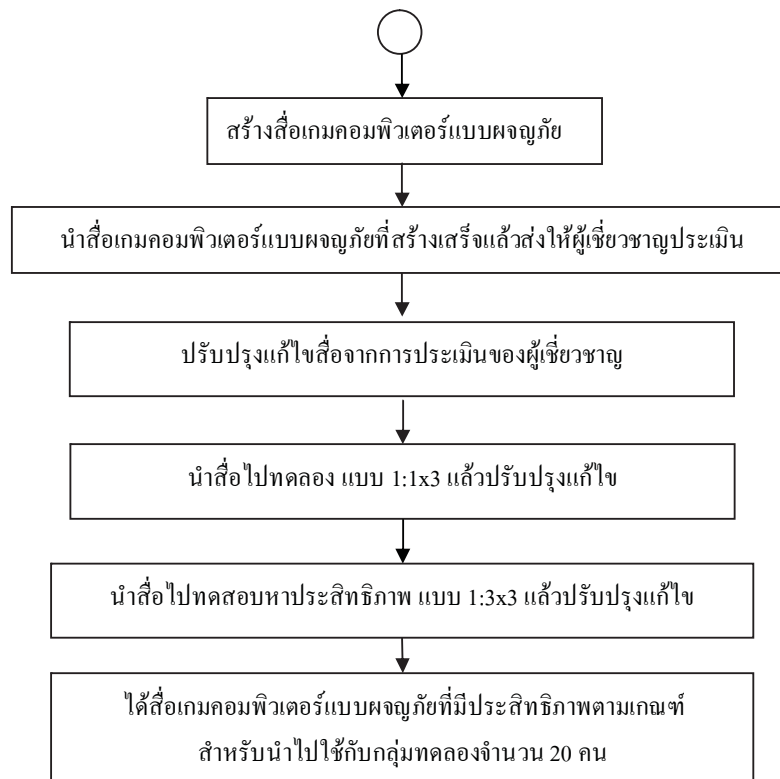 สร้างสื่อเกมคอมพิวเตอร์แบบผจญภัย
นำสื่อเกมคอมพิวเตอร์แบบผจญภัยที่สร้างเสร็จแล้วส่งให้ผู้เชี่ยวชาญประเมิน
ปรับปรุงแก้ไขสื่อจากการประเมินของผู้เชี่ยวชาญ
นำสื่อไปทดลอง แบบ 1:1x3 แล้วปรับปรุงแก้ไข
นำสื่อไปทดสอบหาประสิทธิภาพ แบบ 1:3x3 แล้วปรับปรุงแก้ไข
ได้สื่อเกมคอมพิวเตอร์แบบผจญภัยที่มีประสิทธิภาพตามเกณฑ์
สำหรับนำไปใช้กับกลุ่มทดลองจำนวน 20 คน